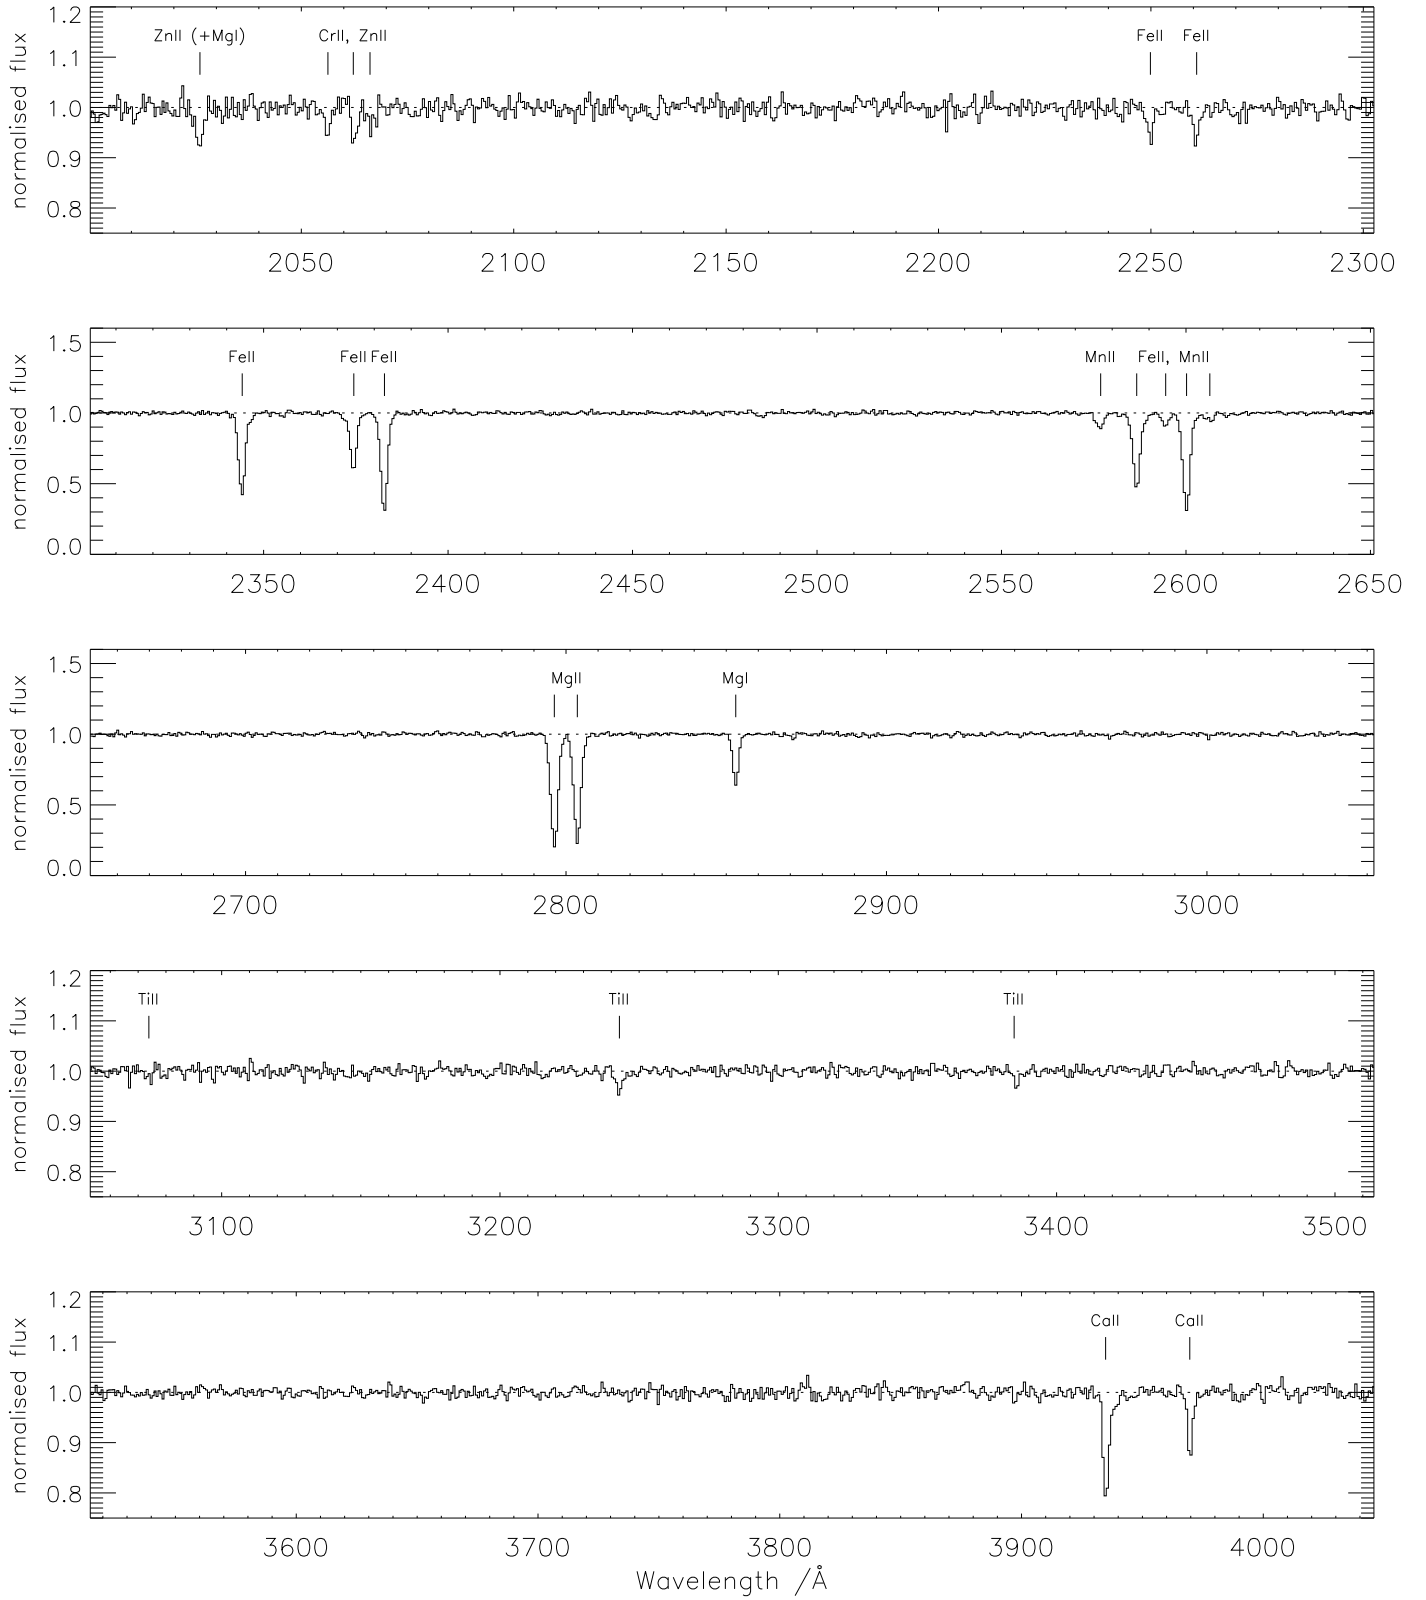 ZnII (+MgI) CrII, ZnII FeII FeII
normalised flux
1.2
1.1
1.0
0.9
0.8
2050 2100 2150 2200 2250 2300
FeII FeII FeII MnII FeII, MnII
normalised flux
1.5
1.0
0.5
0.0
2350 2400 2450 2500 2550 2600 2650
MgII MgI
normalised flux
1.5
1.0
0.5
0.0
2700 2800 2900 3000
TiII TiII TiII
normalised flux
1.2
1.1
1.0
0.9
0.8
3100 3200 3300 3400 3500
CaII CaII
normalised flux
1.2
1.1
1.0
0.9
0.8
3600 3700 3800 3900 4000
Wavelength /Å